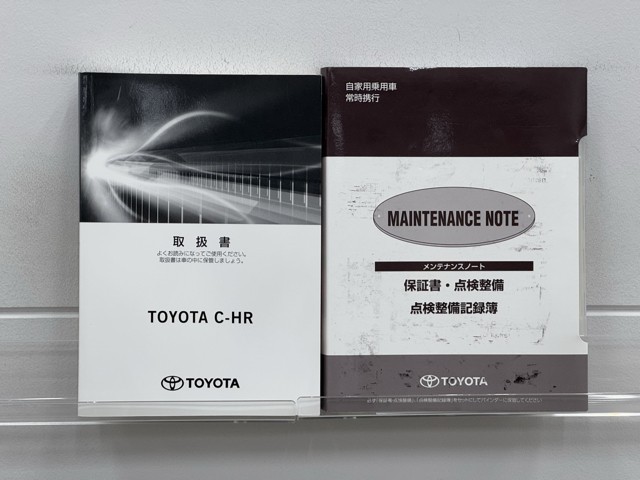 取扱書
よくお読みになってご使用ください。
取扱書は車の中に保管しましょう。
TOYOTA C-HR
TOYOTA
自家用乗用車
常時携行
MAINTENANCE NOTE
メンテナンスノート
保証書・点検整備
点検整備記録簿
TOYOTA